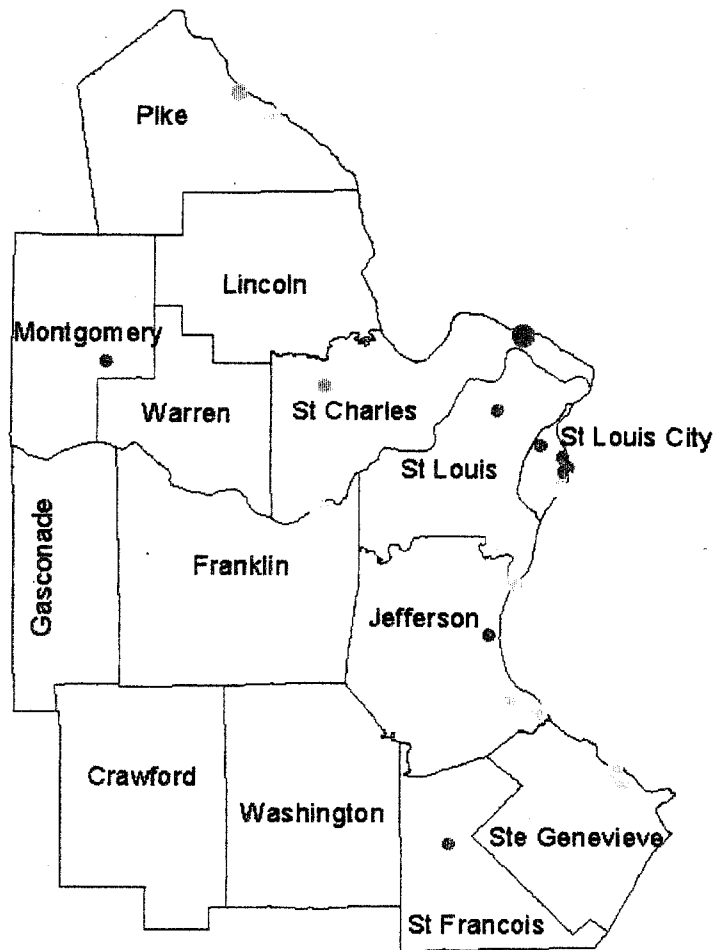 Pike
Lincoln
Montgomery
Warren
St Charles
St Louis City
St Louis
Gasconade
Franklin
Jefferson
Crawford
Washington
Ste Genevieve
St Francois